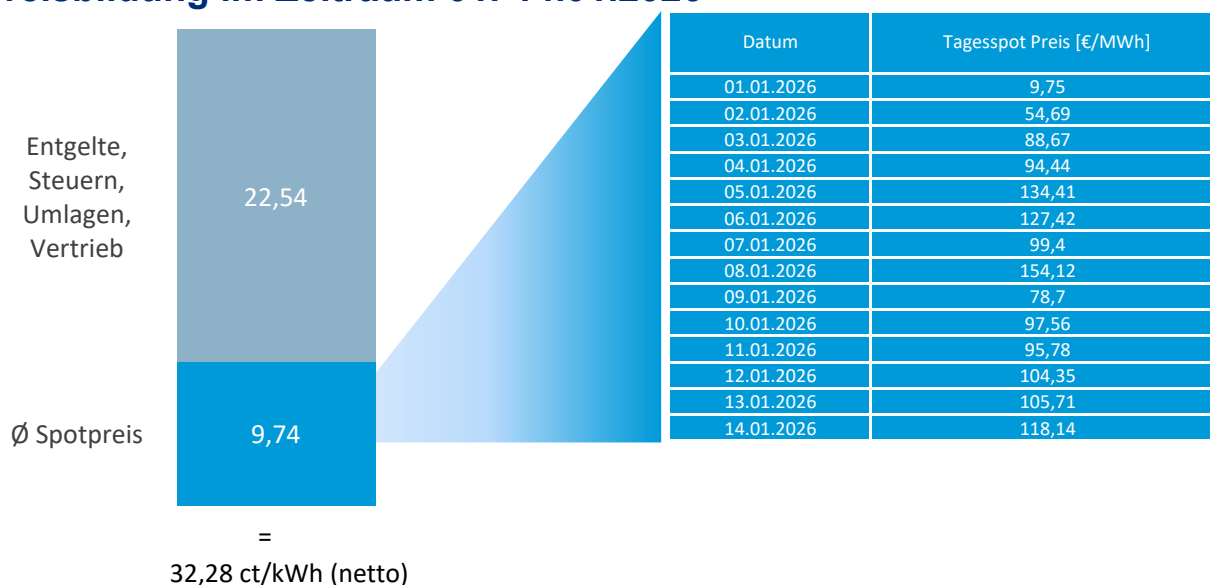 Entgelte,
Steuern,
Umlagen,
Vertrieb
22,54
Ø Spotpreis
9,74
=
32,28 ct/kWh (netto)
Datum Tagesspot Preis [€/MWh]
01.01.2026 9,75
02.01.2026 54,69
03.01.2026 88,67
04.01.2026 94,44
05.01.2026 134,41
06.01.2026 127,42
07.01.2026 99,4
08.01.2026 154,12
09.01.2026 78,7
10.01.2026 97,56
11.01.2026 95,78
12.01.2026 104,35
13.01.2026 105,71
14.01.2026 118,14